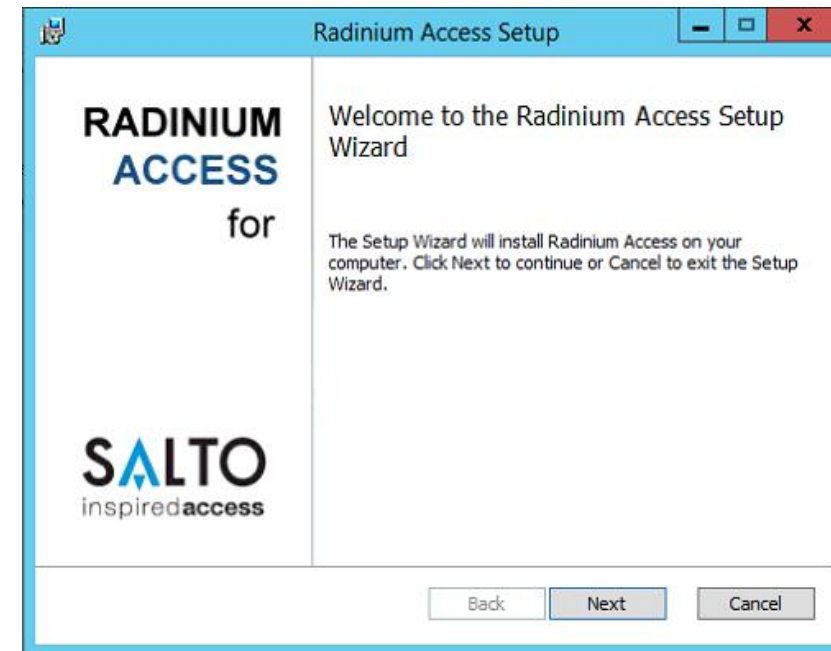 Radinium Access Setup
RADINIUM
ACCESS
for
SALTO
inspiredaccess
Welcome to the Radinium Access Setup
Wizard
The Setup Wizard will install Radinium Access on your
computer. Click Next to continue or Cancel to exit the Setup
Wizard.
Back
Next
Cancel